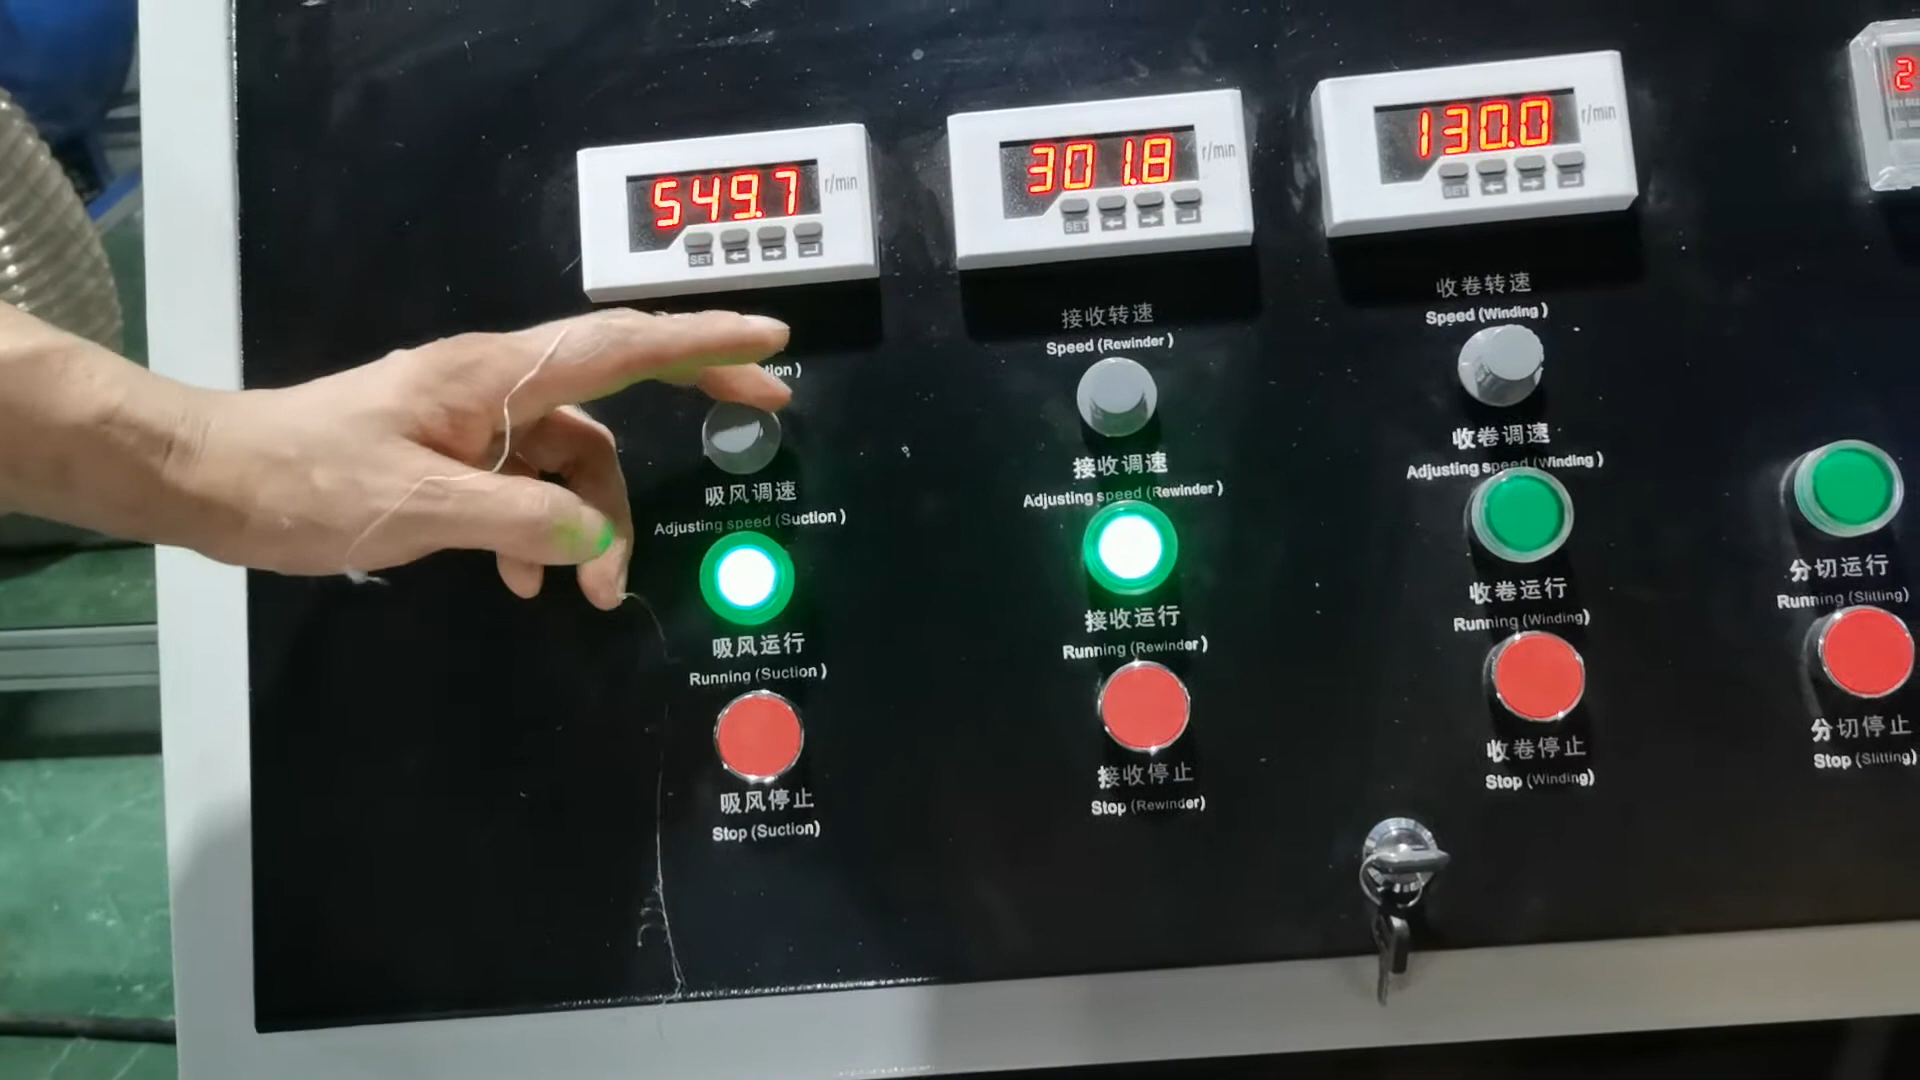 549.7 r/min
SET
tion)
吸风调速
Adjusting speed (Suction)
吸风运行
Running (Suction)
吸风停止
Stop (Suction)
301.8 r/min
SET
接收转速
Speed (Rewinder)
接收调速
Adjusting speed (Rewinder)
接收运行
Running (Rewinder)
接收停止
Stop (Rewinder)
130.0 r/min
SET
收卷转速
Speed (Winding)
收卷调速
Adjusting speed (Winding)
收卷运行
Running (Winding)
收卷停止
Stop (Winding)
2
分切运行
Running (Slitting)
分切停止
Stop (Slitting)